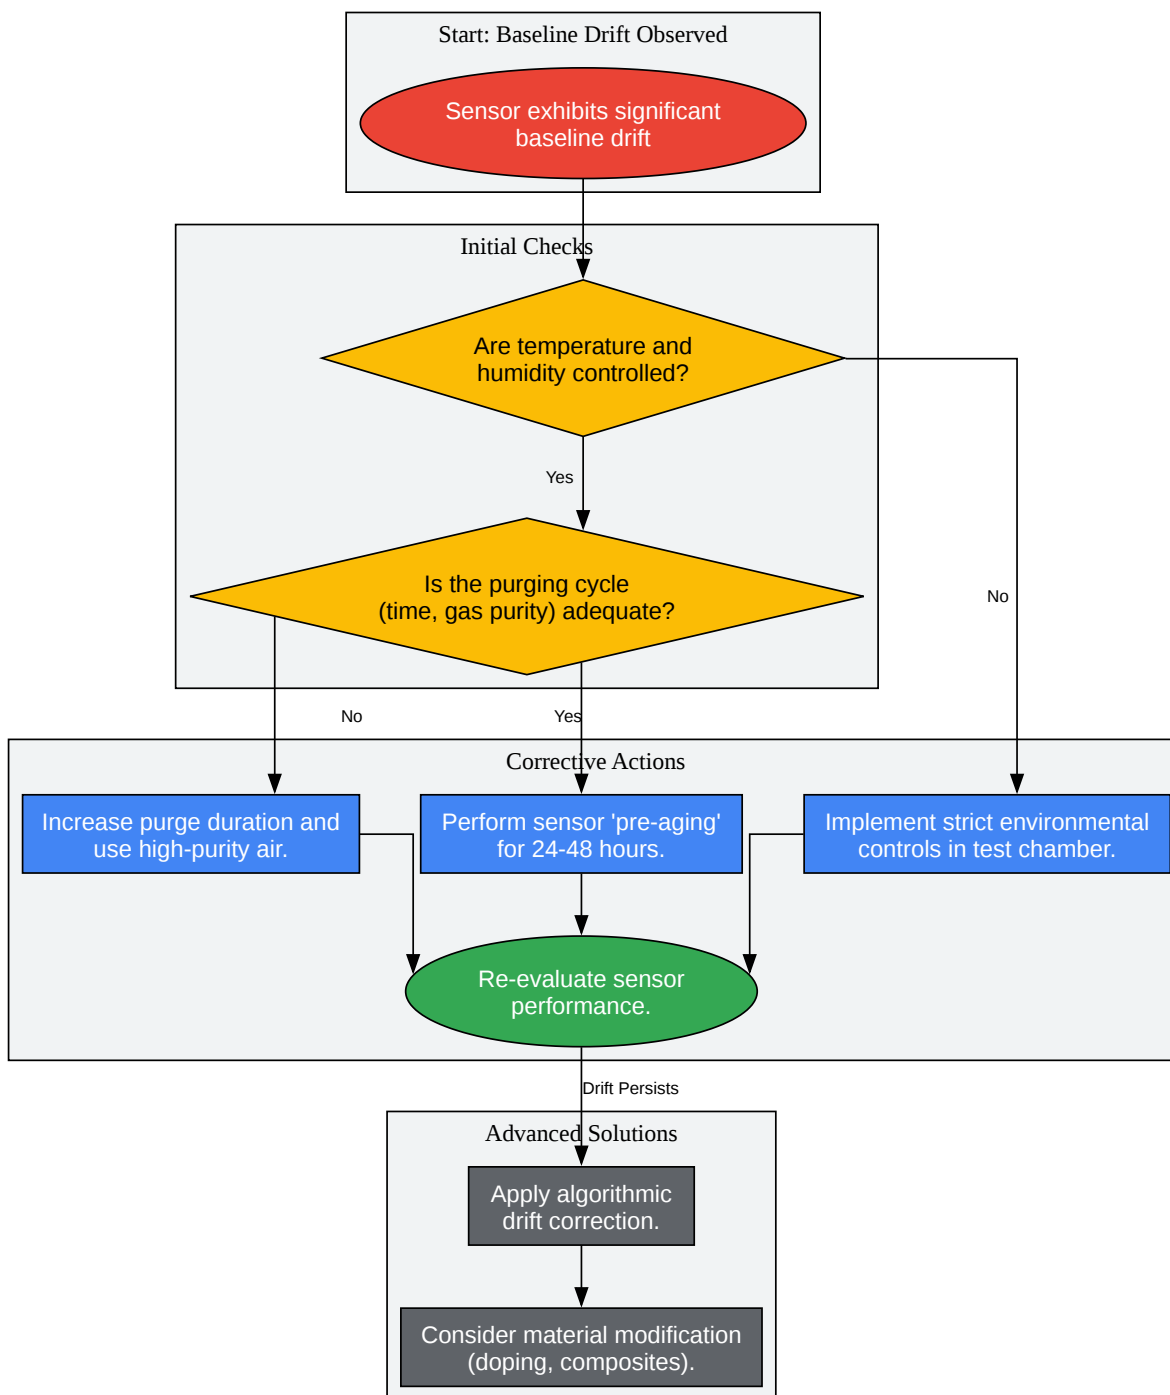 Start: Baseline Drift Observed
Sensor exhibits significant
baseline drift
Initial Checks
Are temperature and
humidity controlled?
Yes
Is the purging cycle
(time, gas purity) adequate?
No
No
Yes
Corrective Actions
Increase purge duration and
use high-purity air.
Perform sensor 'pre-aging'
for 24-48 hours.
Implement strict environmental
controls in test chamber.
Re-evaluate sensor
performance.
Drift Persists
Advanced Solutions
Apply algorithmic
drift correction.
Consider material modification
(doping, composites).